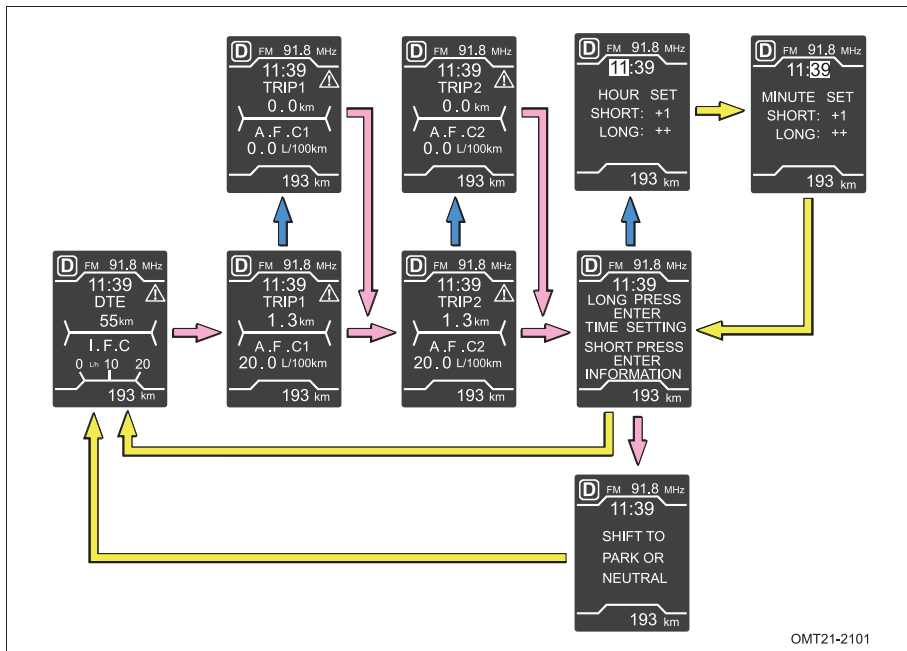 D FM 91.8 MHz
11:39
TRIP1
0.0 km
A.F.C1
0.0 L/100km
193 km
D FM 91.8 MHz
11:39
TRIP2
0.0 km
A.F.C2
0.0 L/100km
193 km
D FM 91.8 MHz
11:39
HOUR SET
SHORT: +1
LONG: ++
193 km
D FM 91.8 MHz
11:39
MINUTE SET
SHORT: +1
LONG: ++
193 km
D FM 91.8 MHz
11:39
DTE
55km
I.F.C
0 L/h 10 20
193 km
D FM 91.8 MHz
11:39
TRIP1
1.3km
A.F.C1
20.0 L/100km
193 km
D FM 91.8 MHz
11:39
TRIP2
1.3km
A.F.C2
20.0 L/100km
193 km
D FM 91.8 MHz
11:39
LONG PRESS
ENTER
TIME SETTING
SHORT PRESS
ENTER
INFORMATION
193 km
D FM 91.8 MHz
11:39
SHIFT TO
PARK OR
NEUTRAL
193 km
OMT21-2101